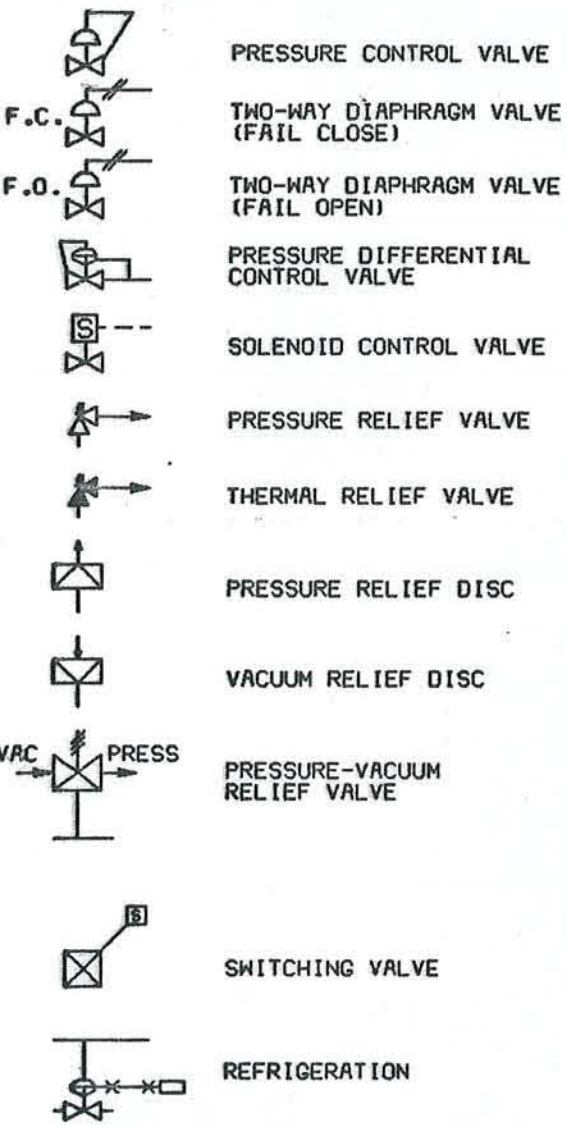 PRESSURE CONTROL VALVE
F.C. TWO-WAY DIAPHRAGM VALVE
(FAIL CLOSE)
F.O. TWO-WAY DIAPHRAGM VALVE
(FAIL OPEN)
PRESSURE DIFFERENTIAL
CONTROL VALVE
S SOLENOID CONTROL VALVE
PRESSURE RELIEF VALVE
THERMAL RELIEF VALVE
PRESSURE RELIEF DISC
VACUUM RELIEF DISC
VAC PRESS
PRESSURE-VACUUM
RELIEF VALVE
S
SWITCHING VALVE
REFRIGERATION